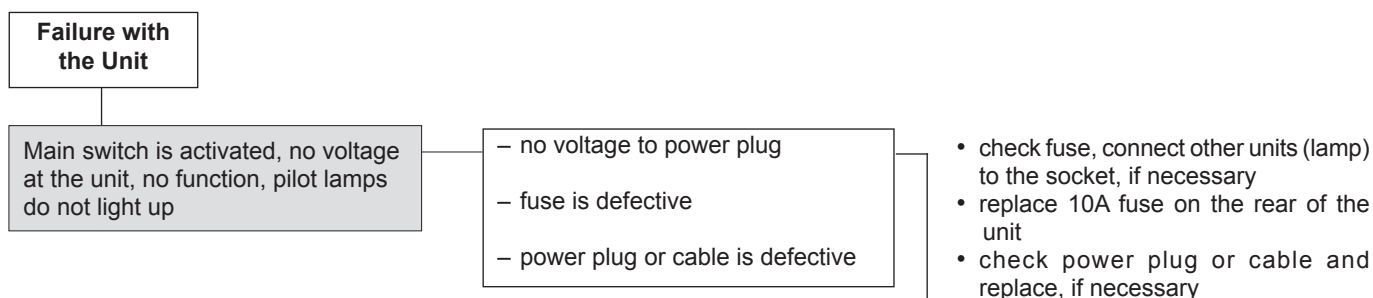 Failure with
the Unit
Main switch is activated, no voltage
at the unit, no function, pilot lamps
do not light up
– no voltage to power plug
– fuse is defective
– power plug or cable is defective
• check fuse, connect other units (lamp)
to the socket, if necessary
• replace 10A fuse on the rear of the
unit
• check power plug or cable and
replace, if necessary